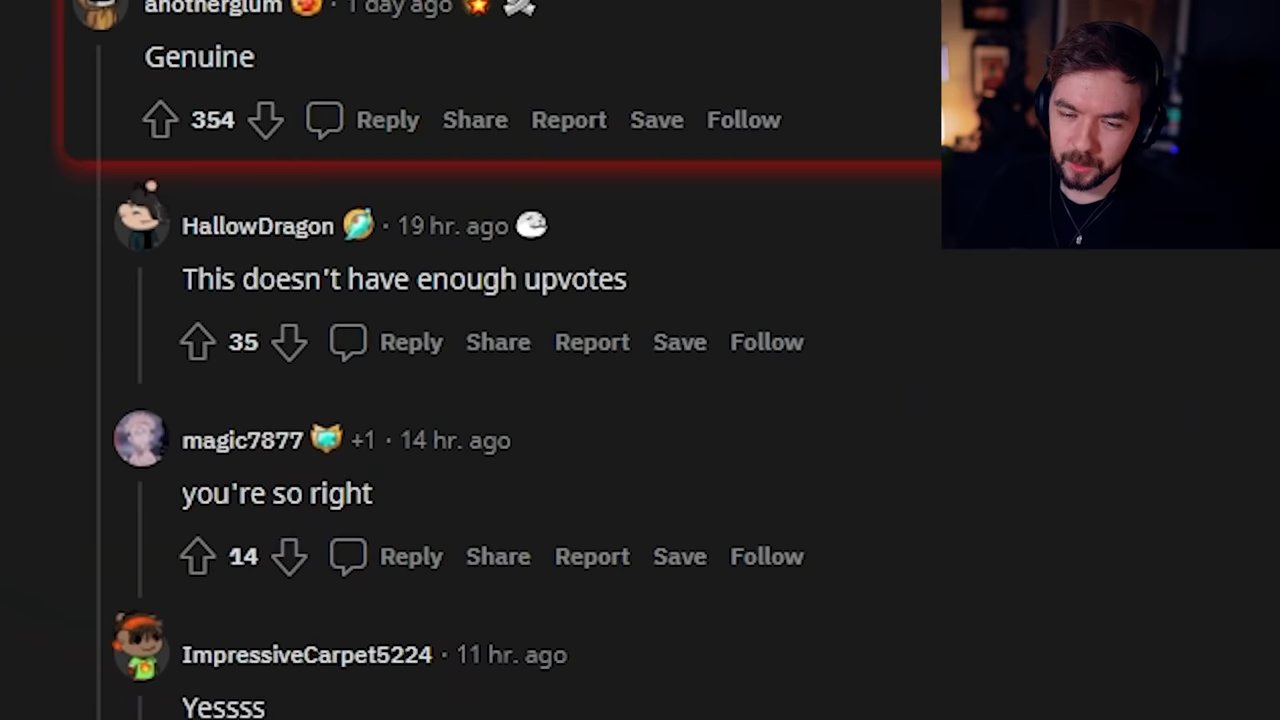 anotherglum · 1 day ago
Genuine
354 Reply Share Report Save Follow
HallowDragon · 19 hr. ago
This doesn't have enough upvotes
35 Reply Share Report Save Follow
magic7877 +1 · 14 hr. ago
you're so right
14 Reply Share Report Save Follow
ImpressiveCarpet5224 · 11 hr. ago
Yessss